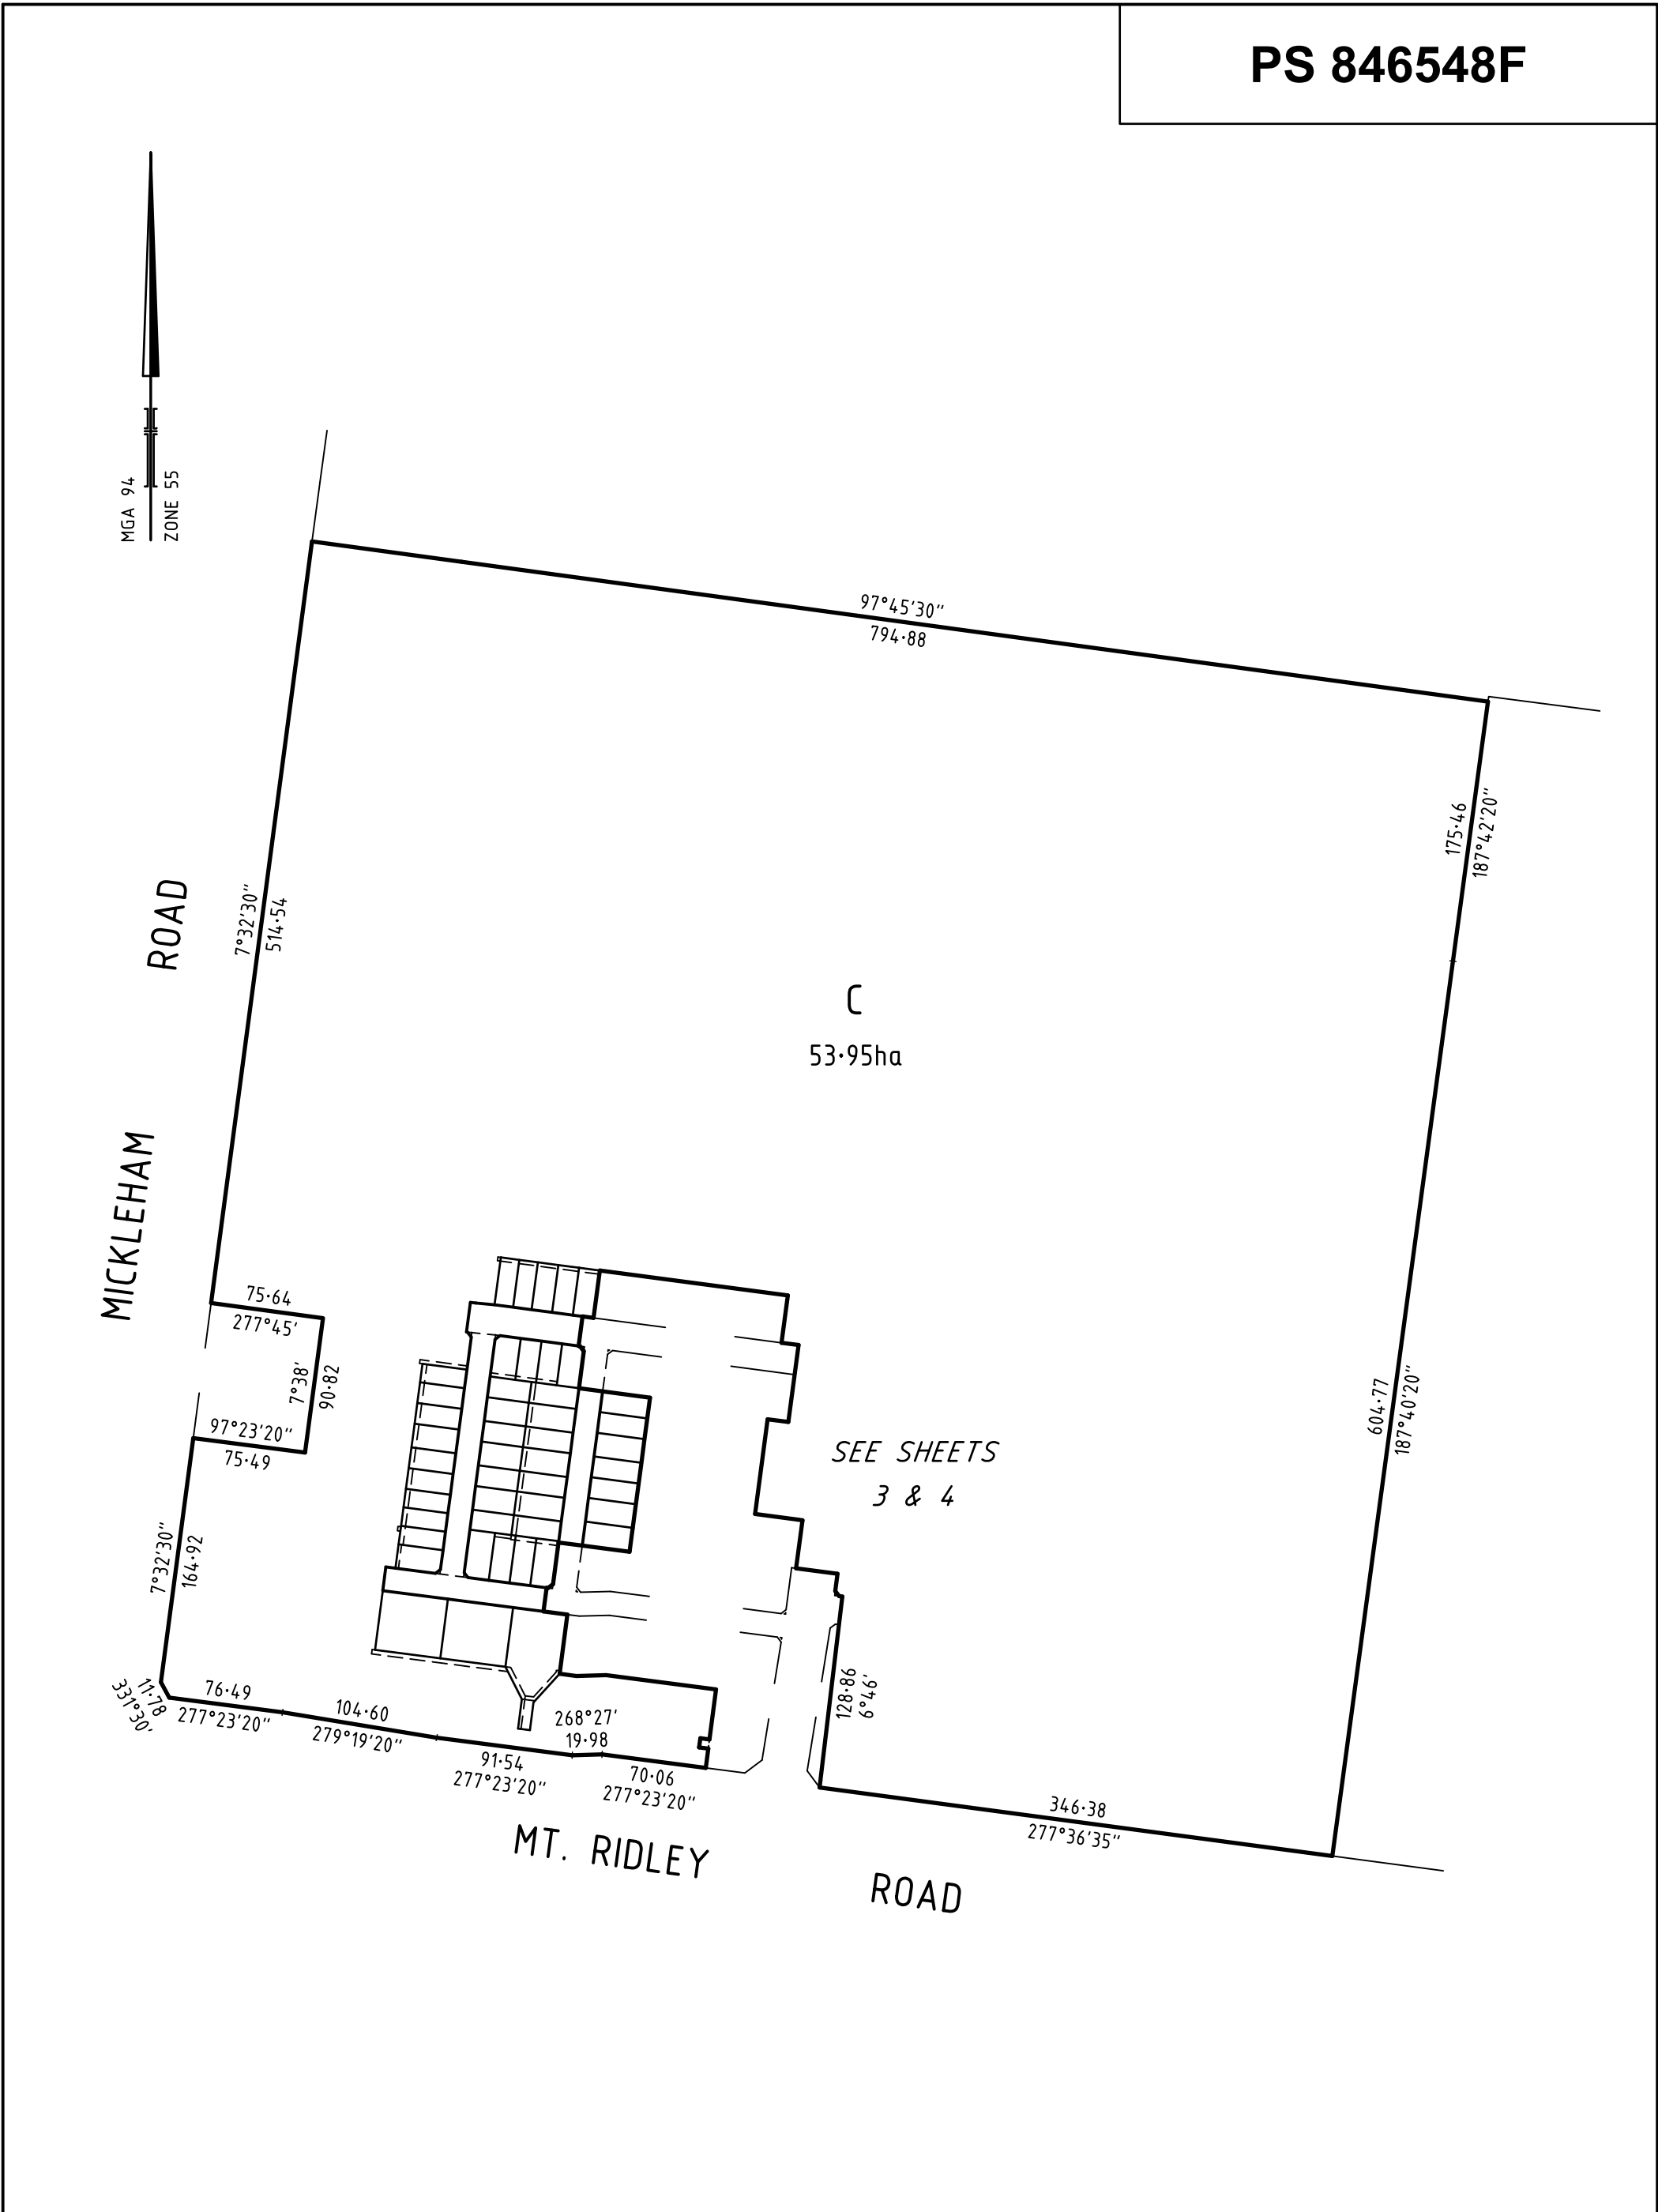 PS 846548F
MGA 94
ZONE 55
97°45'30"
794·88
175·46
187°42'20"
7°32'30"
514·54
ROAD
MICKLEHAM
C
53·95ha
75·64
277°45'
7°38'
90·82
97°23'20"
75·49
604·77
187°40'20"
SEE SHEETS
3 & 4
7°32'30"
164·92
11·78
331°30'
76·49
277°23'20"
104·60
279°19'20"
91·54
277°23'20"
268°27'
19·98
70·06
277°23'20"
128·86
6°46'
346·38
277°36'35"
MT. RIDLEY
ROAD